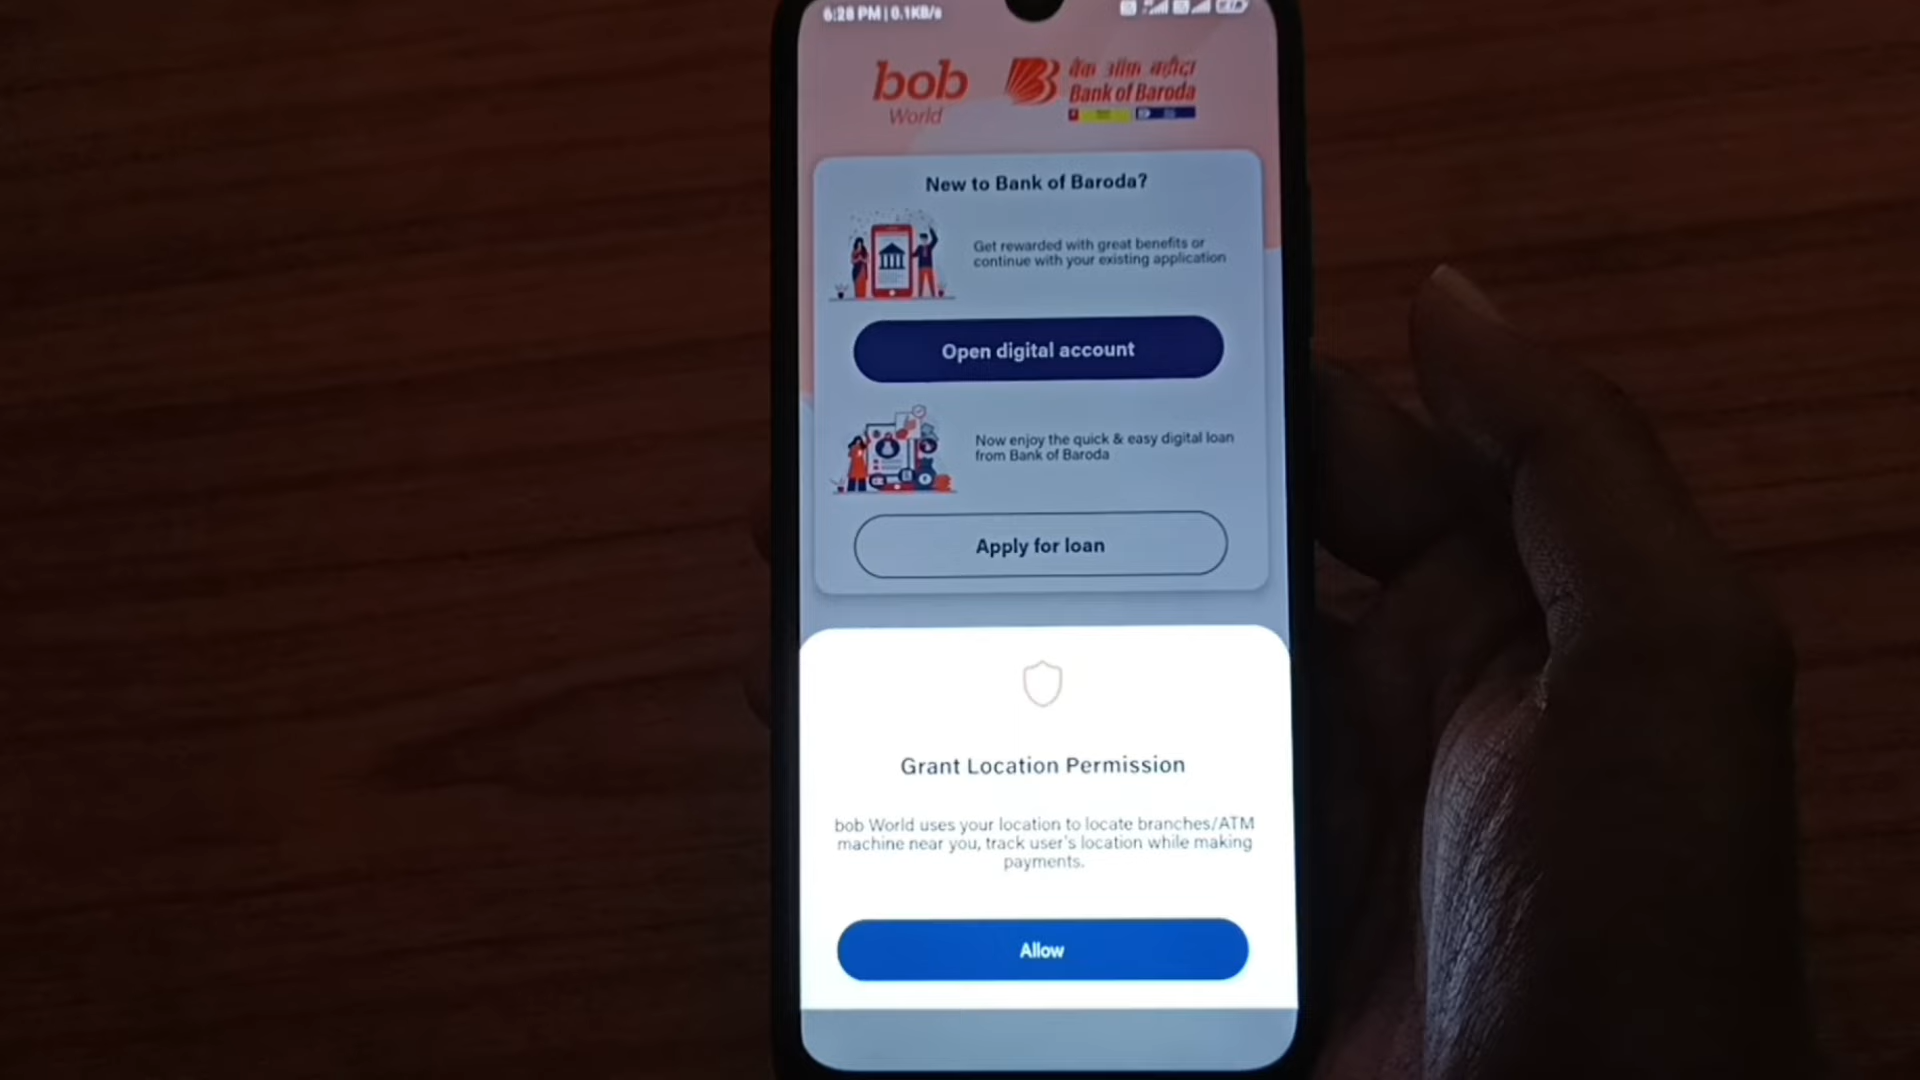 6:28 PM | 0.1KB/s
bob
World
बैंक ऑफ़ बड़ौदा
Bank of Baroda
New to Bank of Baroda?
Get rewarded with great benefits or
continue with your existing application
Open digital account
Now enjoy the quick & easy digital loan
from Bank of Baroda
Apply for loan
Grant Location Permission
bob World uses your location to locate branches/ATM
machine near you, track user's location while making
payments.
Allow